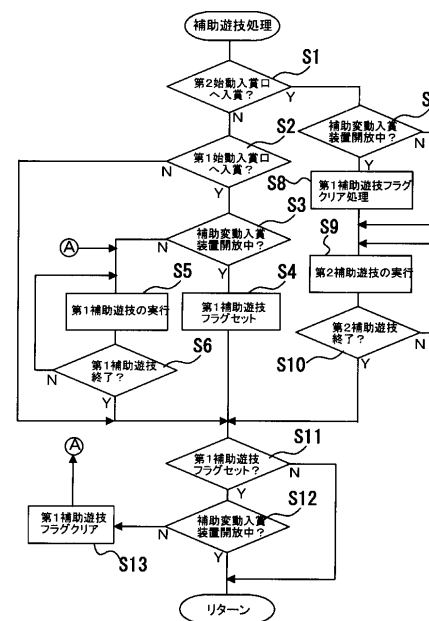 補助遊技処理
S1
第2始動入賞口
へ入賞?
Y
N
S2
第1始動入賞口
へ入賞?
N
Y
S
補助変動入賞
装置開放中?
N
Y
S8
第1補助遊技フラグ
クリア処理
S3
補助変動入賞
装置開放中?
N
Y
A
S9
第2補助遊技の実行
S5
第1補助遊技の実行
S4
第1補助遊技
フラグセット
S6
第1補助遊技
終了?
N
Y
第2補助遊技
終了?
N
S10
Y
S11
第1補助遊技
フラグセット?
N
Y
A
S12
補助変動入賞
装置開放中?
N
Y
第1補助遊技
フラグクリア
S13
リターン